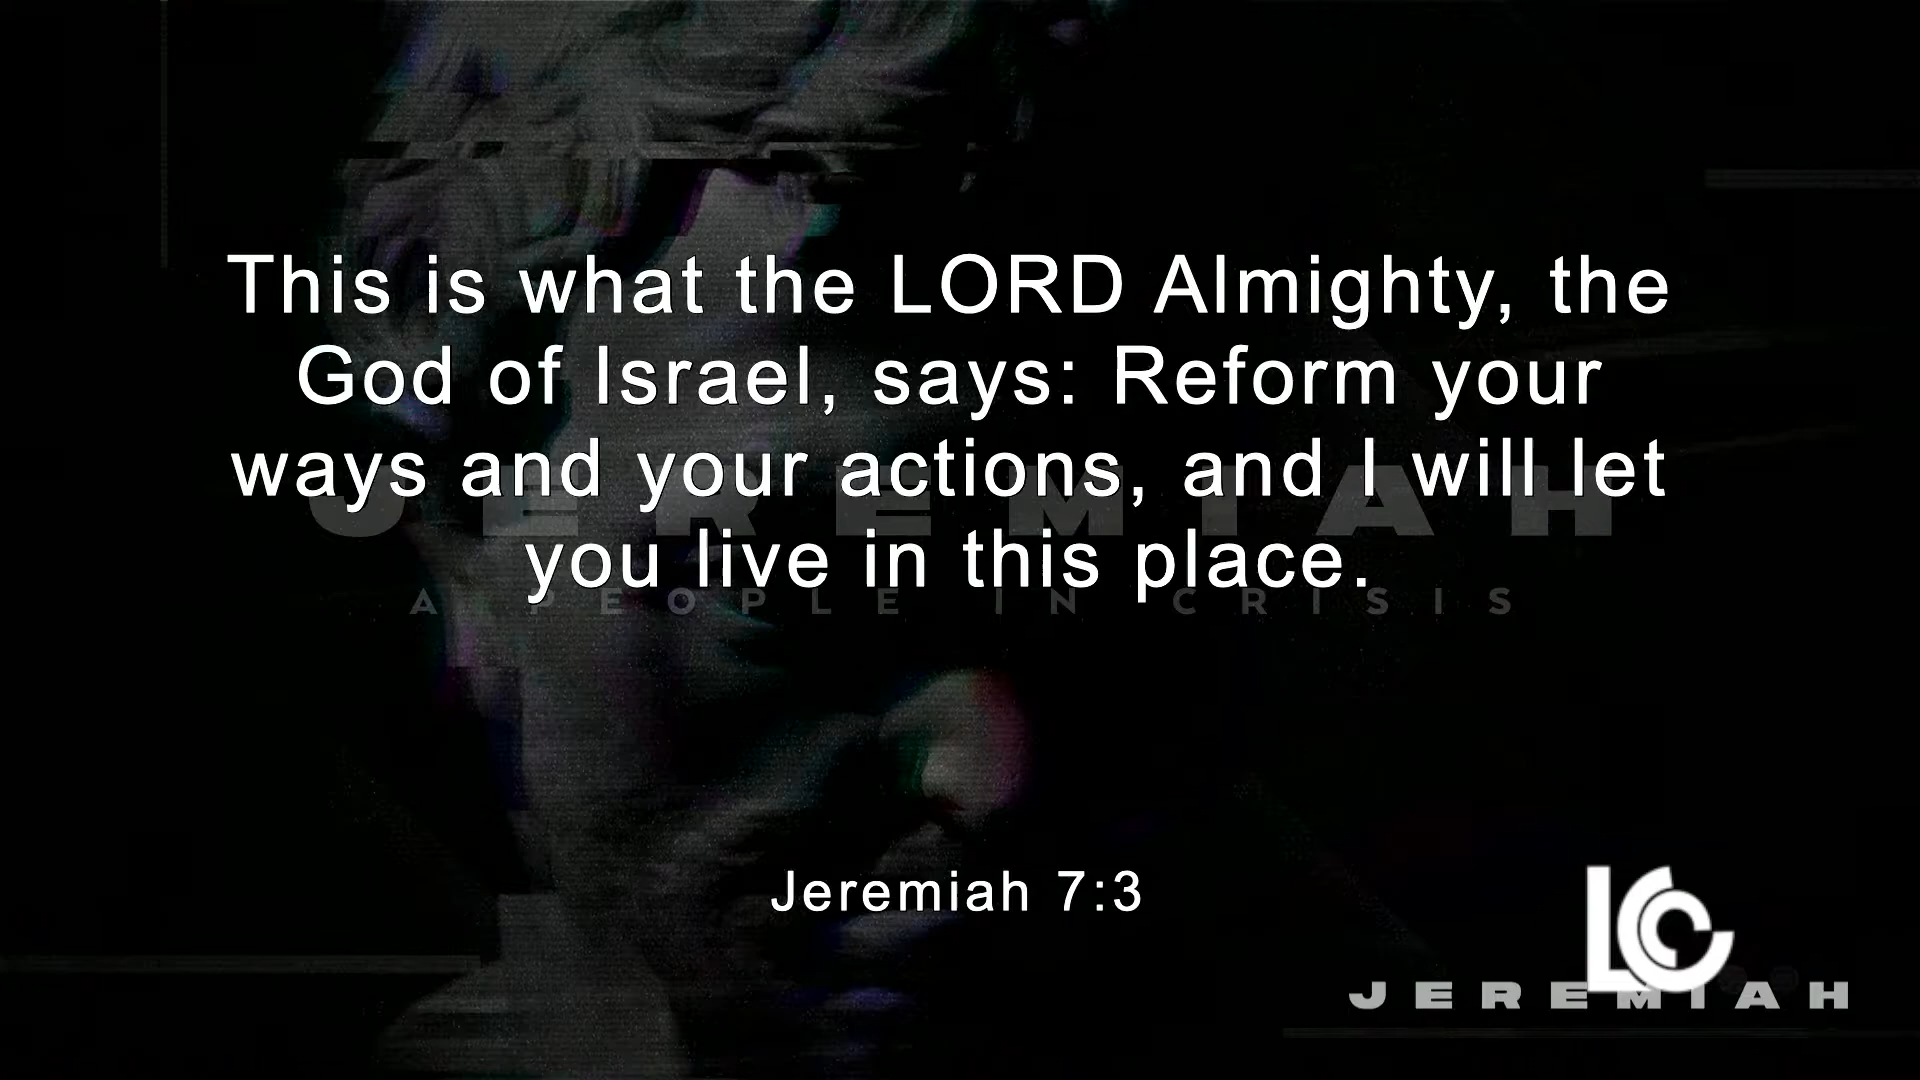 This is what the LORD Almighty, the
God of Israel, says: Reform your
ways and your actions, and I will let
you live in this place.
JEREMIAH
A PEOPLE IN CRISIS
Jeremiah 7:3
LCC
JEREMIAH